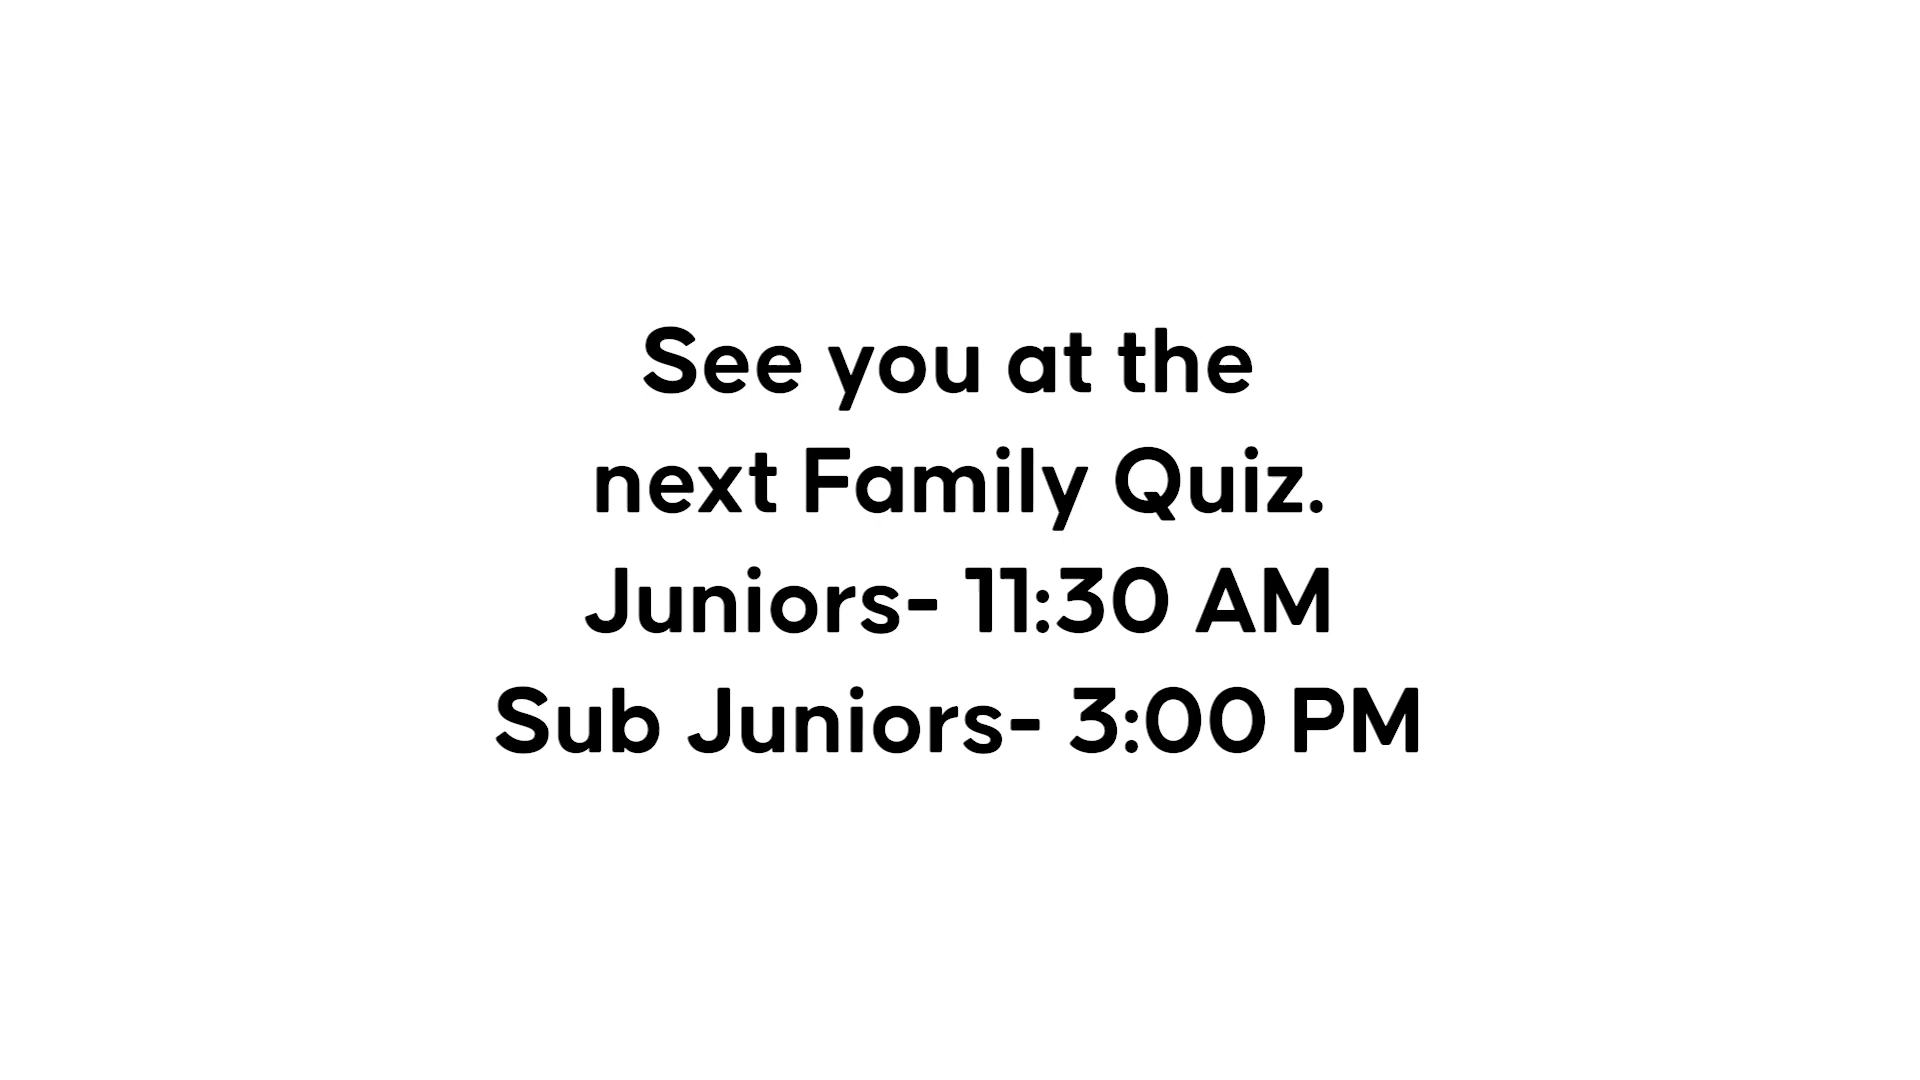 See you at the
next Family Quiz.
Juniors- 11:30 AM
Sub Juniors- 3:00 PM